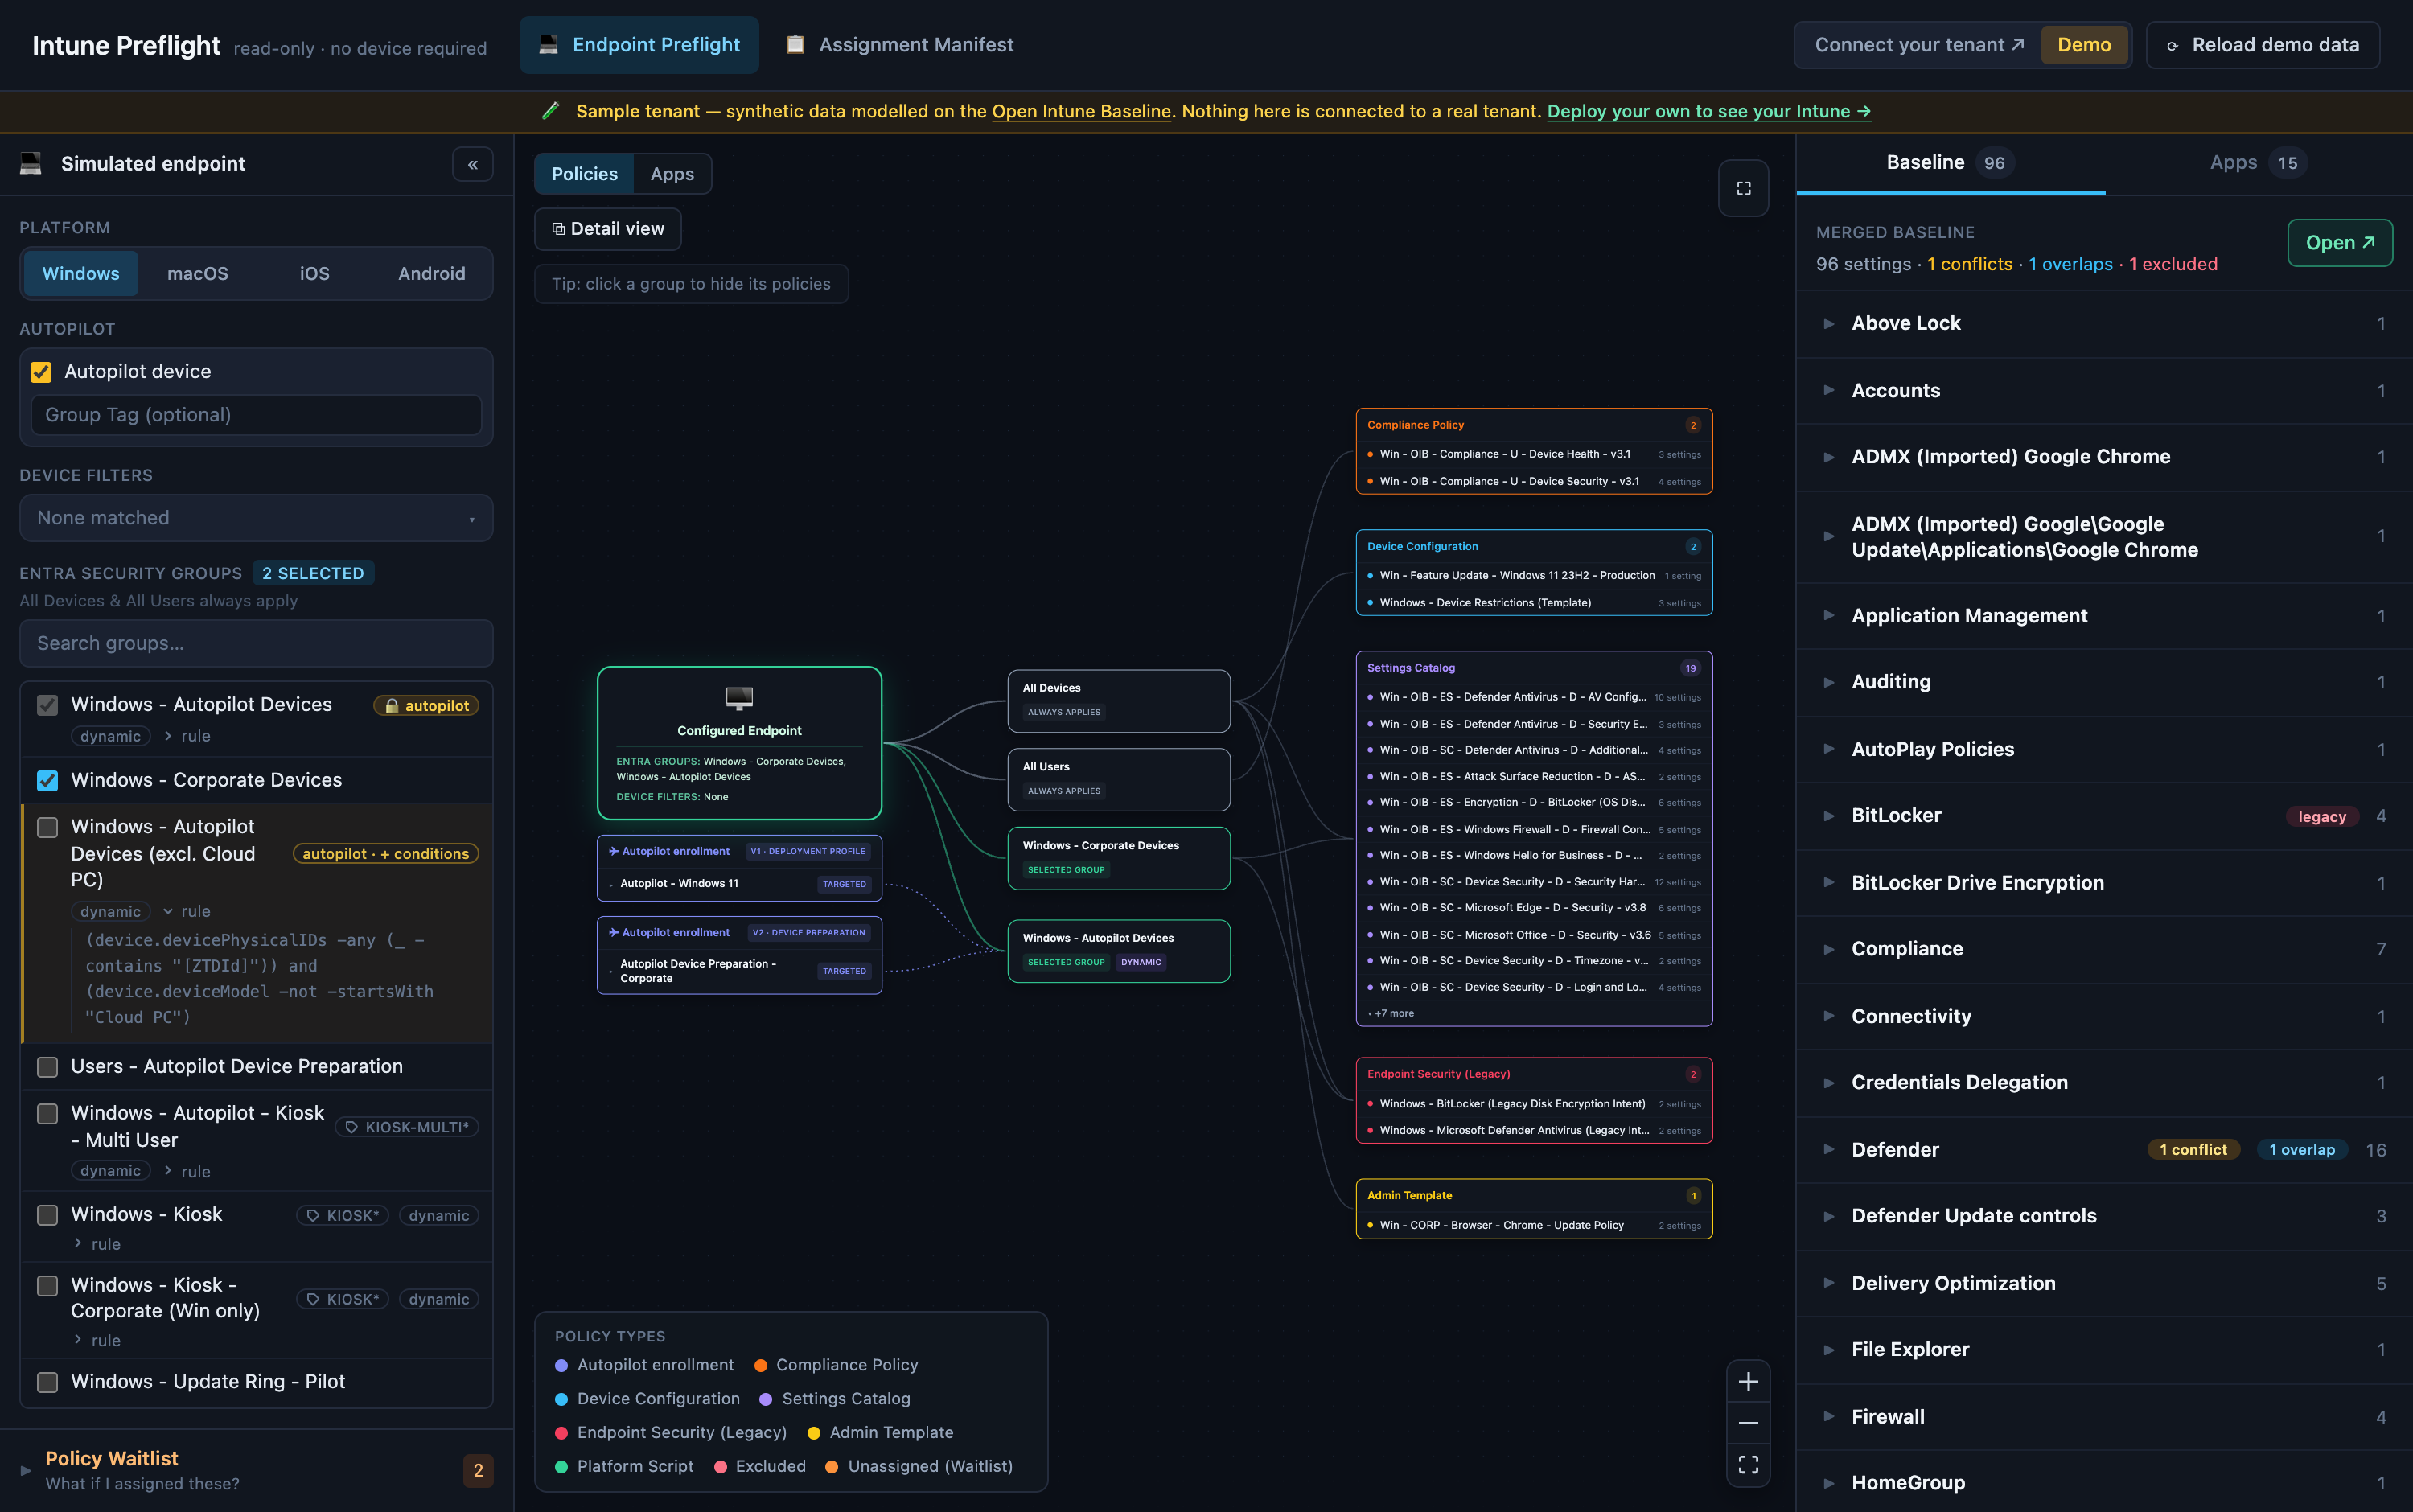 Intune Preflight read-only · no device required
Endpoint Preflight
Assignment Manifest
Connect your tenant ↗ Demo
⟳ Reload demo data
Sample tenant — synthetic data modelled on the Open Intune Baseline. Nothing here is connected to a real tenant. Deploy your own to see your Intune →
Simulated endpoint
«
PLATFORM
Windows macOS iOS Android
AUTOPILOT
Autopilot device
Group Tag (optional)
DEVICE FILTERS
None matched
ENTRA SECURITY GROUPS 2 SELECTED
All Devices & All Users always apply
Search groups...
Windows - Autopilot Devices autopilot
dynamic › rule
Windows - Corporate Devices
Windows - Autopilot
Devices (excl. Cloud
PC)
autopilot · + conditions
dynamic rule
(device.devicePhysicalIDs -any (_ -
contains "[ZTDId]")) and
(device.deviceModel -not -startsWith
"Cloud PC")
Users - Autopilot Device Preparation
Windows - Autopilot - Kiosk
- Multi User
KIOSK-MULTI*
dynamic › rule
Windows - Kiosk KIOSK* dynamic
› rule
Windows - Kiosk -
Corporate (Win only)
KIOSK* dynamic
› rule
Windows - Update Ring - Pilot
Policy Waitlist
What if I assigned these?
2
Policies Apps
Detail view
Tip: click a group to hide its policies
Configured Endpoint
ENTRA GROUPS: Windows - Corporate Devices,
Windows - Autopilot Devices
DEVICE FILTERS: None
Autopilot enrollment V1 · DEPLOYMENT PROFILE
Autopilot - Windows 11 TARGETED
Autopilot enrollment V2 · DEVICE PREPARATION
Autopilot Device Preparation -
Corporate
TARGETED
All Devices
ALWAYS APPLIES
All Users
ALWAYS APPLIES
Windows - Corporate Devices
SELECTED GROUP
Windows - Autopilot Devices
SELECTED GROUP DYNAMIC
Compliance Policy 2
Win - OIB - Compliance - U - Device Health - v3.1 3 settings
Win - OIB - Compliance - U - Device Security - v3.1 4 settings
Device Configuration 2
Win - Feature Update - Windows 11 23H2 - Production 1 setting
Windows - Device Restrictions (Template) 3 settings
Settings Catalog 19
Win - OIB - ES - Defender Antivirus - D - AV Config... 10 settings
Win - OIB - ES - Defender Antivirus - D - Security E... 3 settings
Win - OIB - SC - Defender Antivirus - D - Additional... 4 settings
Win - OIB - ES - Attack Surface Reduction - D - AS... 2 settings
Win - OIB - ES - Encryption - D - BitLocker (OS Dis... 6 settings
Win - OIB - ES - Windows Firewall - D - Firewall Con... 5 settings
Win - OIB - ES - Windows Hello for Business - D - ... 2 settings
Win - OIB - SC - Device Security - D - Security Har... 12 settings
Win - OIB - SC - Microsoft Edge - D - Security - v3.8 6 settings
Win - OIB - SC - Microsoft Office - D - Security - v3.6 5 settings
Win - OIB - SC - Device Security - D - Timezone - v... 2 settings
Win - OIB - SC - Device Security - D - Login and Lo... 4 settings
+7 more
Endpoint Security (Legacy) 2
Windows - BitLocker (Legacy Disk Encryption Intent) 2 settings
Windows - Microsoft Defender Antivirus (Legacy Int... 2 settings
Admin Template 1
Win - CORP - Browser - Chrome - Update Policy 2 settings
POLICY TYPES
Autopilot enrollment Compliance Policy
Device Configuration Settings Catalog
Endpoint Security (Legacy) Admin Template
Platform Script Excluded Unassigned (Waitlist)
Baseline 96
Apps 15
MERGED BASELINE
96 settings · 1 conflicts · 1 overlaps · 1 excluded
Open ↗
Above Lock 1
Accounts 1
ADMX (Imported) Google Chrome 1
ADMX (Imported) Google\Google
Update\Applications\Google Chrome
1
Application Management 1
Auditing 1
AutoPlay Policies 1
BitLocker legacy 4
BitLocker Drive Encryption 1
Compliance 7
Connectivity 1
Credentials Delegation 1
Defender 1 conflict 1 overlap 16
Defender Update controls 3
Delivery Optimization 5
File Explorer 1
Firewall 4
HomeGroup 1